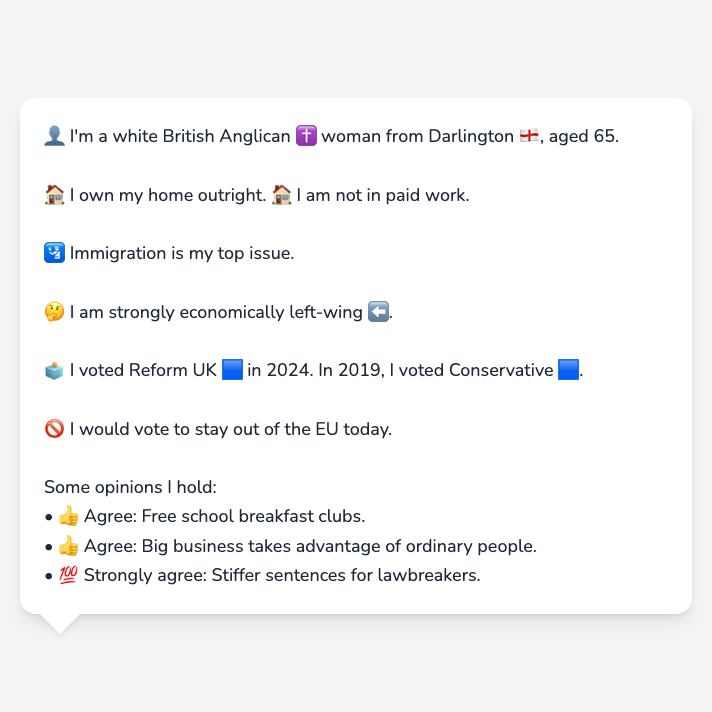 👤 I'm a white British Anglican ✝️ woman from Darlington 🏴󠁧󠁢󠁥󠁮󠁧󠁿, aged 65.
🏠 I own my home outright. 🏠 I am not in paid work.
🛂 Immigration is my top issue.
🤔 I am strongly economically left-wing ⬅️.
🗳️ I voted Reform UK 🟦 in 2024. In 2019, I voted Conservative 🟦.
🚫 I would vote to stay out of the EU today.
Some opinions I hold:
• 👍 Agree: Free school breakfast clubs.
• 👍 Agree: Big business takes advantage of ordinary people.
• 💯 Strongly agree: Stiffer sentences for lawbreakers.